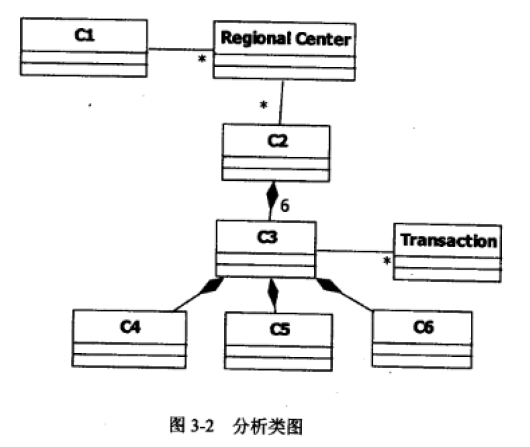 C1
Regional Center
*
*
C2
6
C3
Transaction
*
C4
C5
C6
图 3-2 分析类图